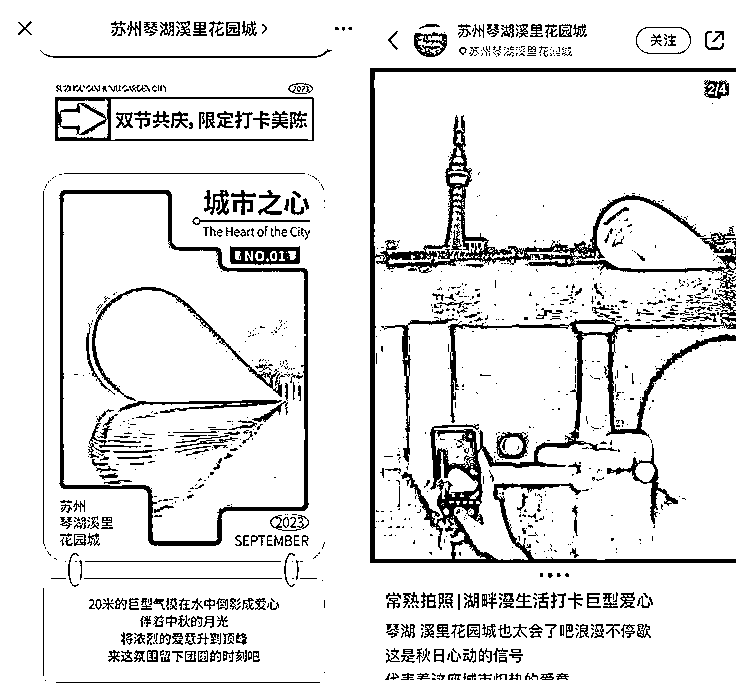 苏州琴湖溪里花园城
2023
双节共庆,限定打卡美陈
城市之心
The Heart of the City
NO.01
苏州
琴湖溪里
花园城
2023
SEPTEMBER
20米的巨型气模在水中倒影成爱心
伴着中秋的月光
将浓烈的爱意升到顶峰
来这氛围留下团圆的时刻吧
苏州琴湖溪里花园城
苏州琴湖溪里花园城
关注
2/4
常熟拍照|湖畔漫生活打卡巨型爱心
琴湖 溪里花园城也太会了吧浪漫不停歇
这是秋日心动的信号